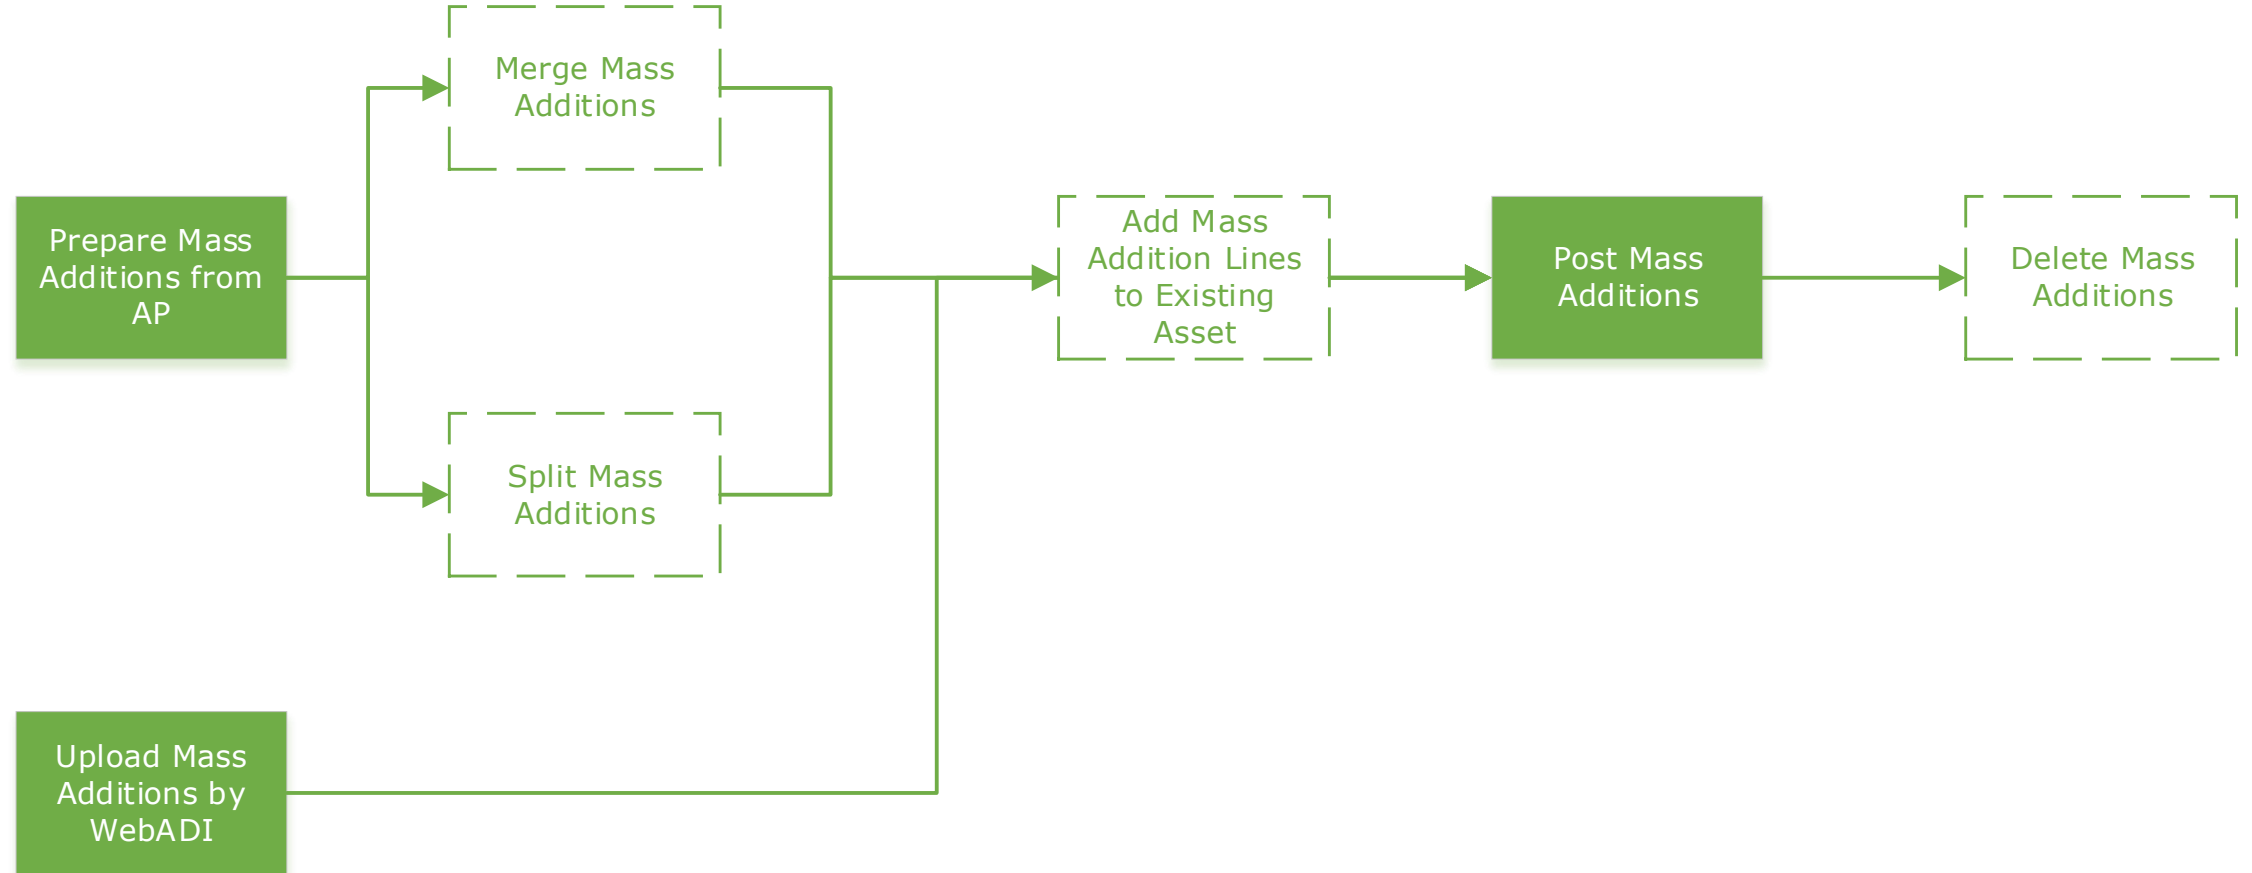 Merge Mass
Additions
Prepare Mass
Additions from
AP
Add Mass
Addition Lines
to Existing
Asset
Post Mass
Additions
Delete Mass
Additions
Split Mass
Additions
Upload Mass
Additions by
WebADI